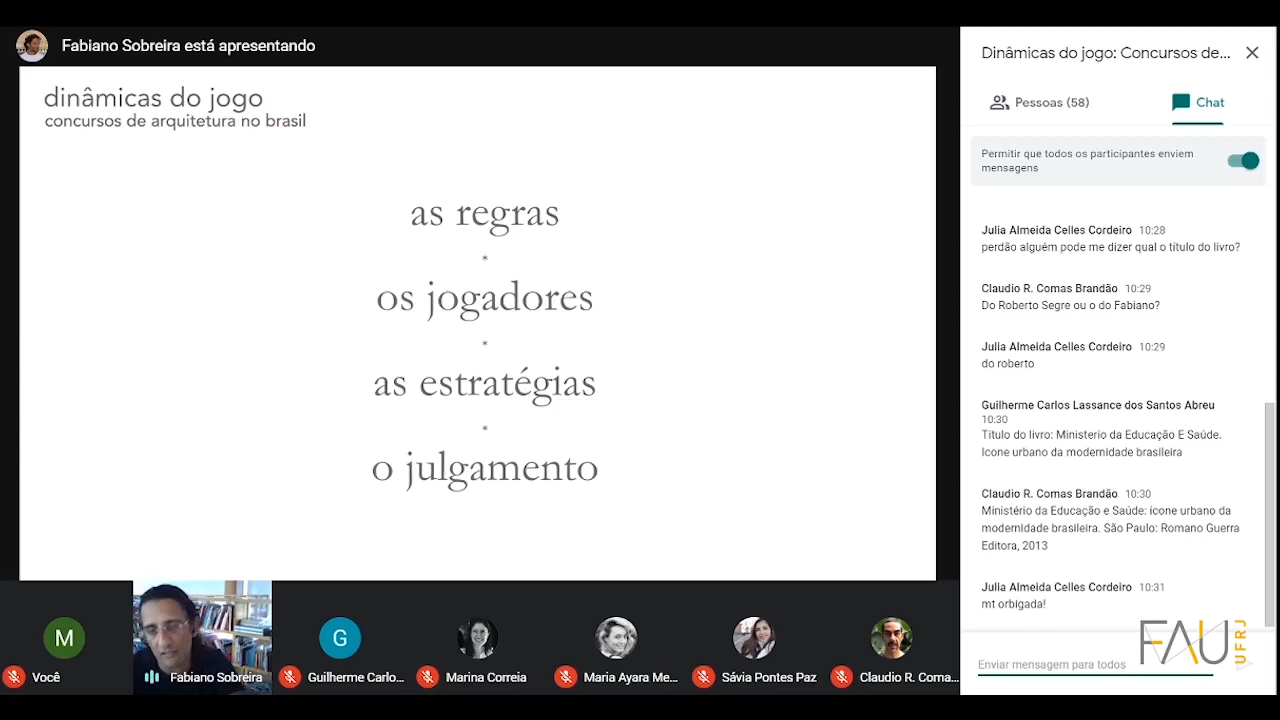 Fabiano Sobreira está apresentando
dinâmicas do jogo
concursos de arquitetura no brasil
as regras
*
os jogadores
*
as estratégias
*
o julgamento
M
Você
Fabiano Sobreira
G
Guilherme Carlo...
Marina Correia
Maria Ayara Me...
Sávia Pontes Paz
Claudio R. Coma...
Dinâmicas do jogo: Concursos de...
Pessoas (58)
Chat
Permitir que todos os participantes enviem
mensagens
Julia Almeida Celles Cordeiro 10:28
perdão alguém pode me dizer qual o título do livro?
Claudio R. Comas Brandão 10:29
Do Roberto Segre ou o do Fabiano?
Julia Almeida Celles Cordeiro 10:29
do roberto
Guilherme Carlos Lassance dos Santos Abreu
10:30
Titulo do livro: Ministerio da Educação E Saúde.
Icone urbano da modernidade brasileira
Claudio R. Comas Brandão 10:30
Ministério da Educação e Saúde: ícone urbano da
modernidade brasileira. São Paulo: Romano Guerra
Editora, 2013
Julia Almeida Celles Cordeiro 10:31
mt orbigada!
Enviar mensagem para todos
FAU
UFRJ